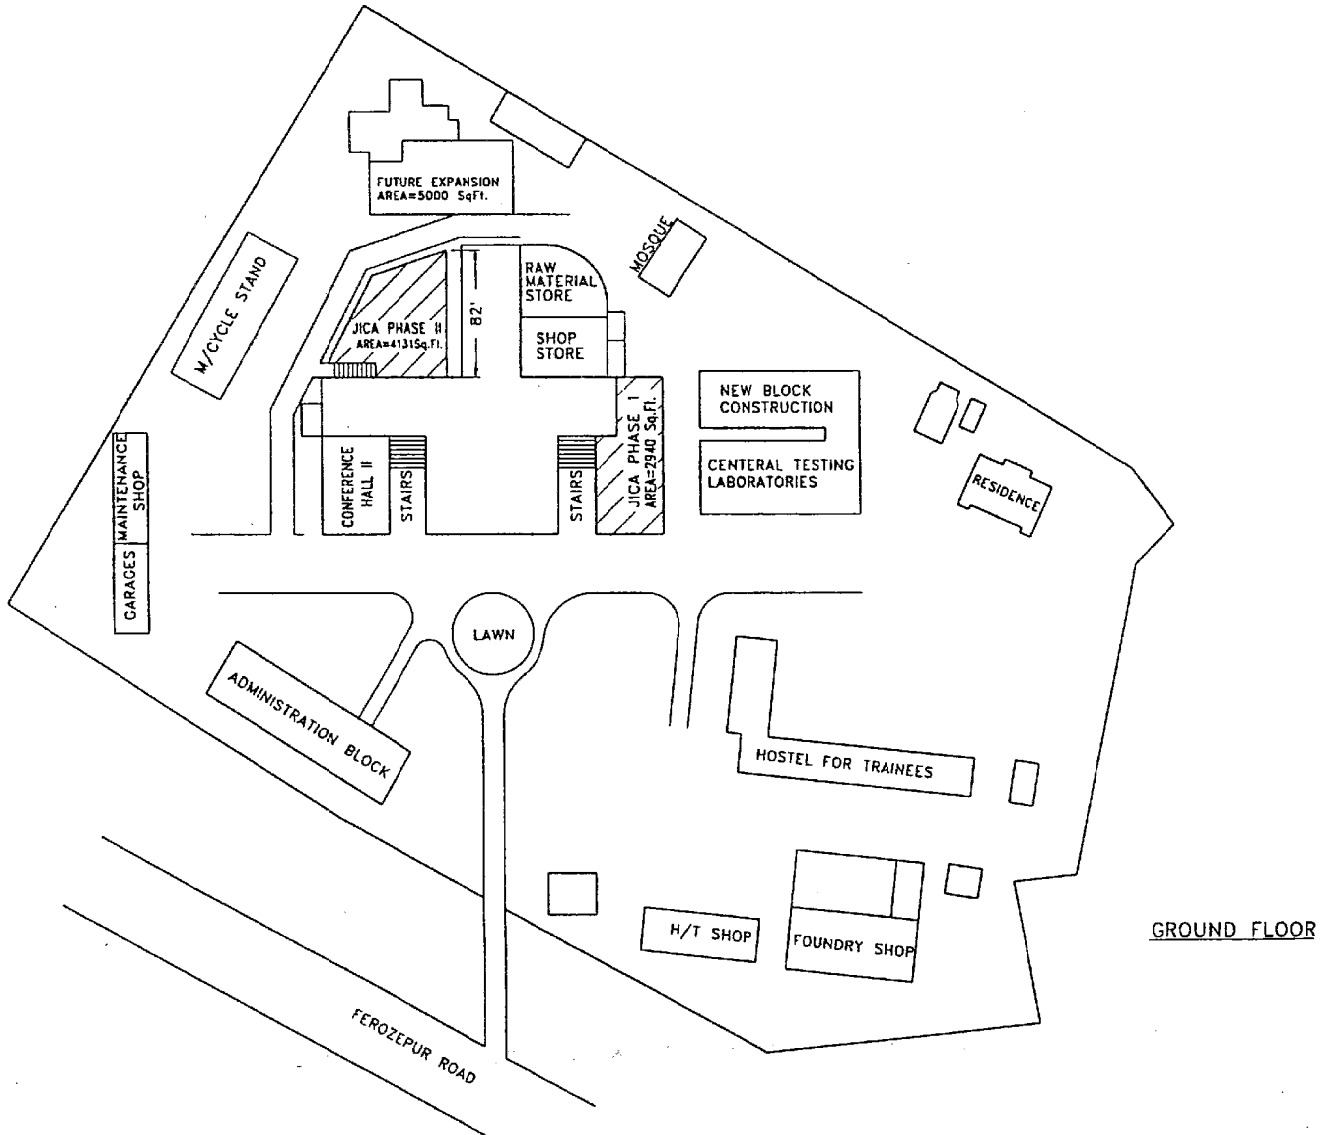 FUTURE EXPANSION
AREA=5000 SqFt.
MOSQUE
M/CYCLE STAND
RAW
MATERIAL
STORE
82'
JICA PHASE II
AREA=4131Sq.Ft.
SHOP
STORE
NEW BLOCK
CONSTRUCTION
JICA PHASE 1
AREA=2940 Sq.Ft.
MAINTENANCE
SHOP
CONFERENCE
HALL II
STAIRS
STAIRS
CENTERAL TESTING
LABORATORIES
RESIDENCE
GARAGES
LAWN
ADMINISTRATION BLOCK
HOSTEL FOR TRAINEES
H/T SHOP
FOUNDRY SHOP
GROUND FLOOR
FEROZEPUR ROAD